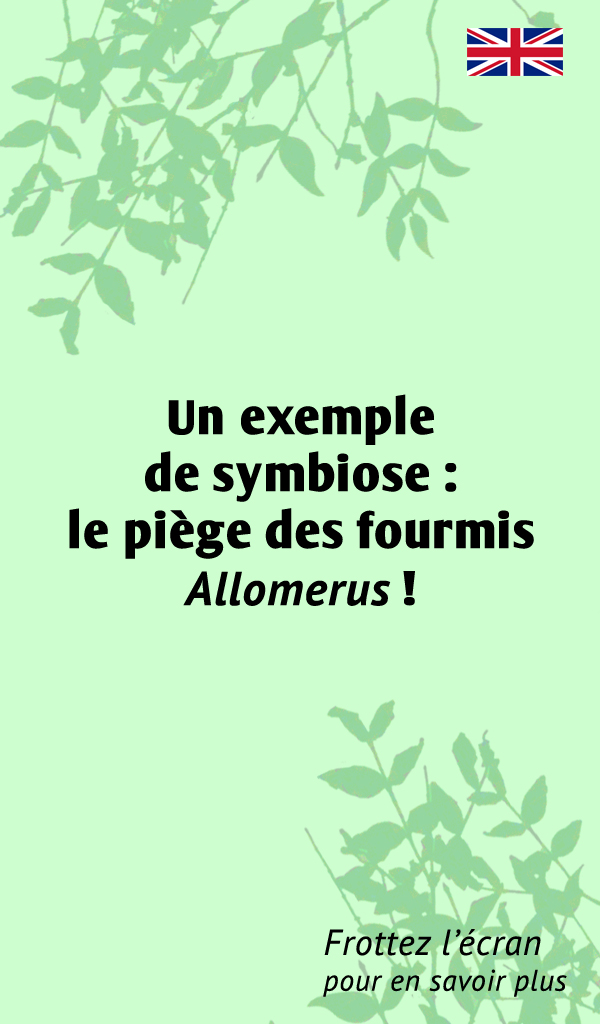 Un exemple
de symbiose :
le piège des fourmis
Allomerus !
Frottez l’écran
pour en savoir plus